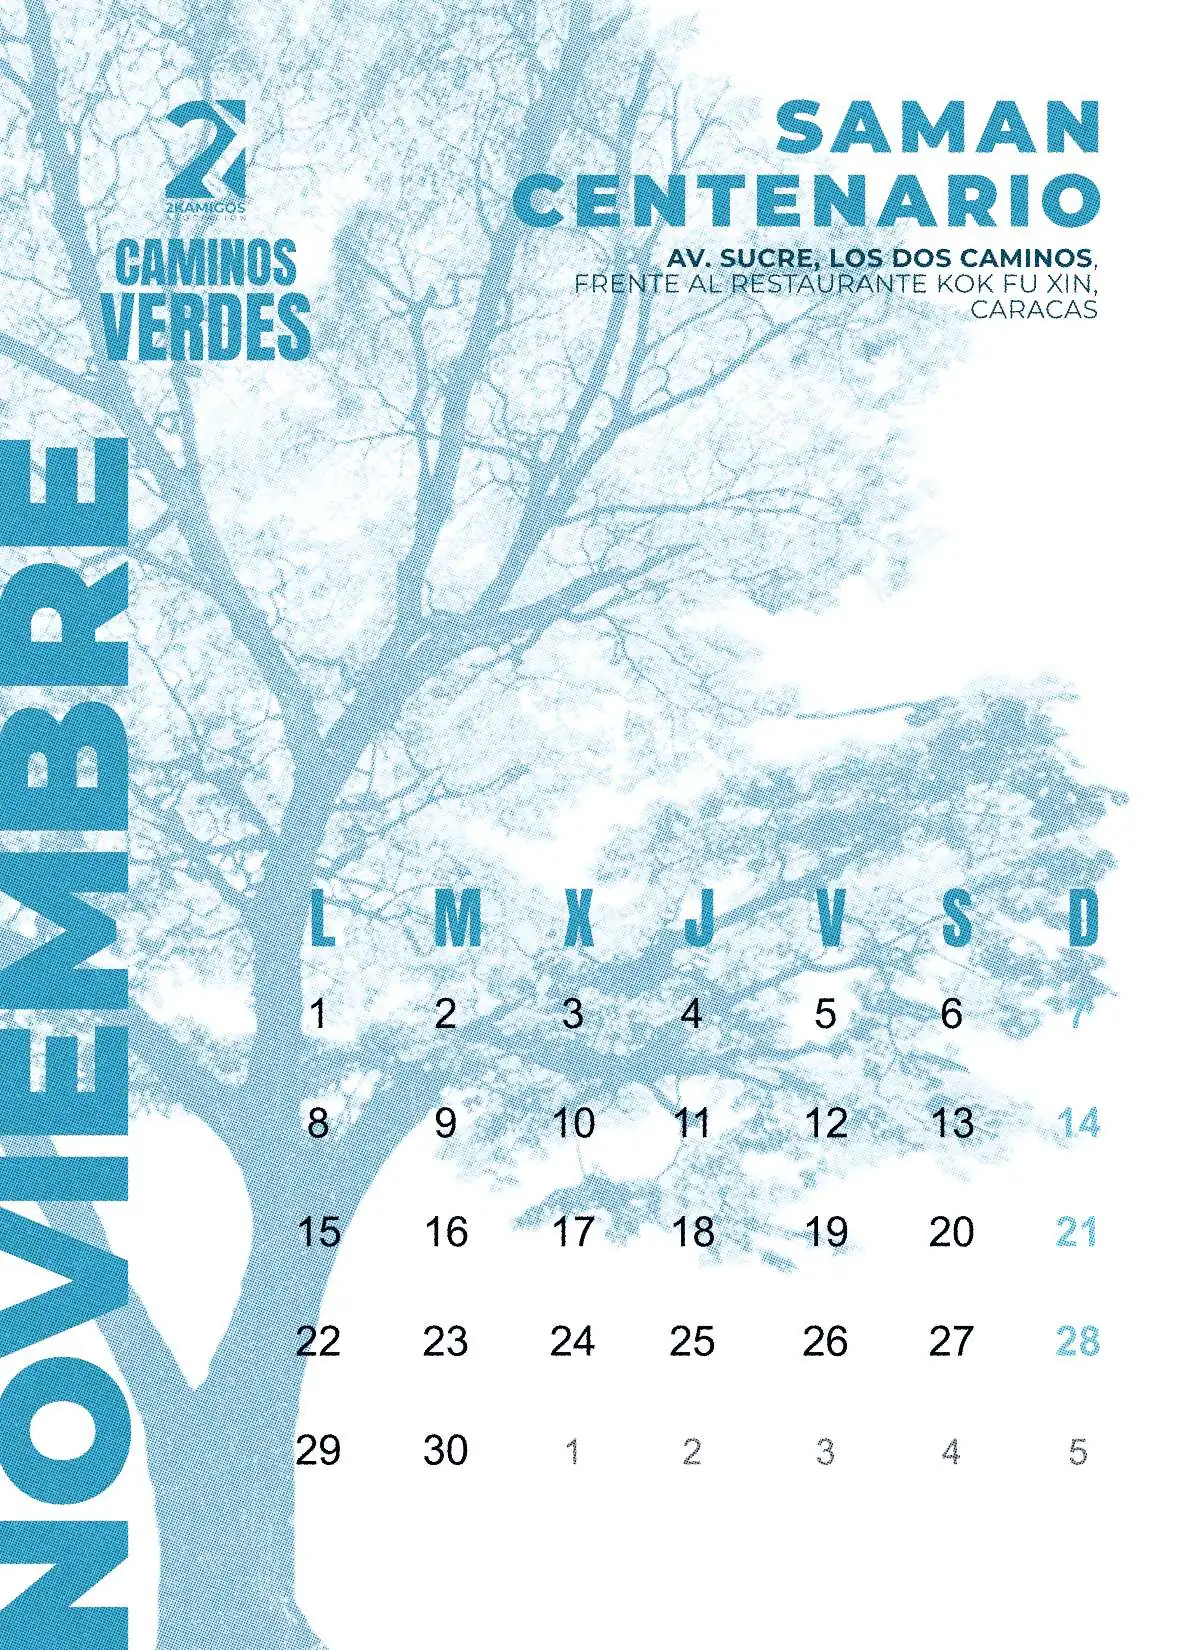 2KAMIGOS
CAMINOS
VERDES
SAMAN
CENTENARIO
AV. SUCRE, LOS DOS CAMINOS,
FRENTE AL RESTAURANTE KOK FU XIN,
CARACAS
NOVIEMBRE
L M X J V S D
1 2 3 4 5 6 7
8 9 10 11 12 13 14
15 16 17 18 19 20 21
22 23 24 25 26 27 28
29 30 1 2 3 4 5